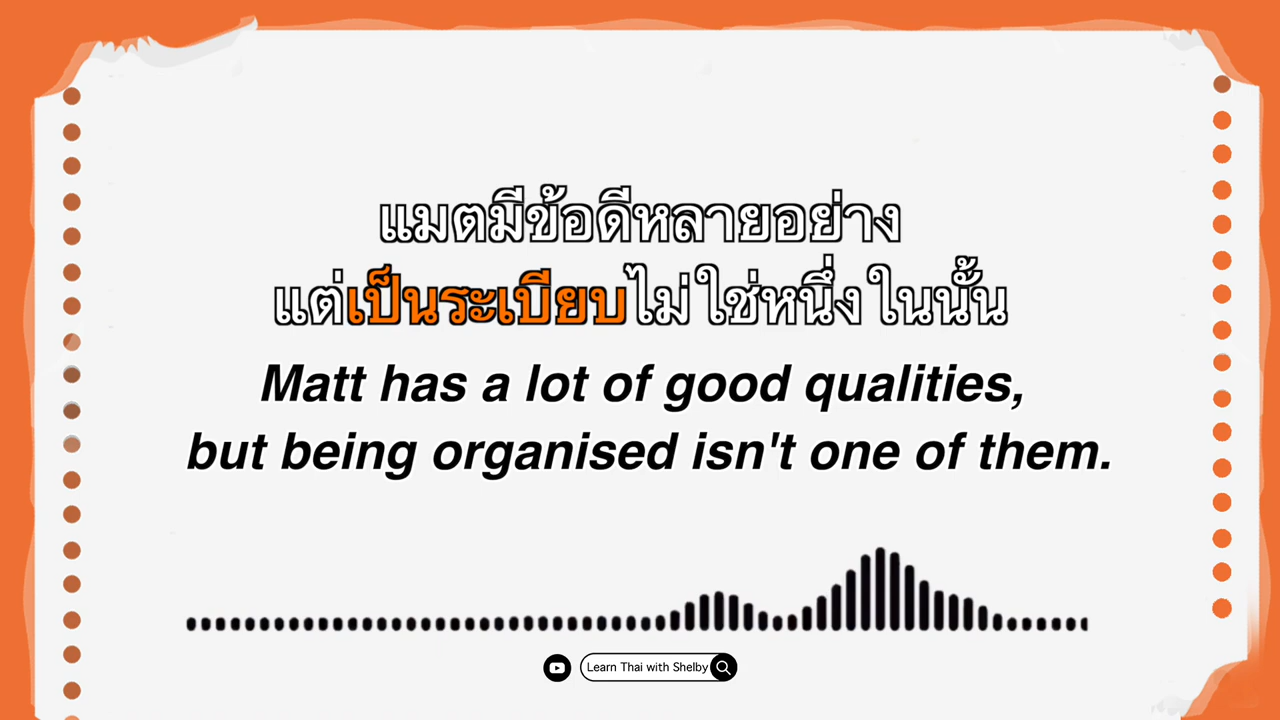 แมตมีข้อดีหลายอย่าง
แต่เป็นระเบียบไม่ใช่หนึ่งในนั้น
Matt has a lot of good qualities,
but being organised isn't one of them.
Learn Thai with Shelby